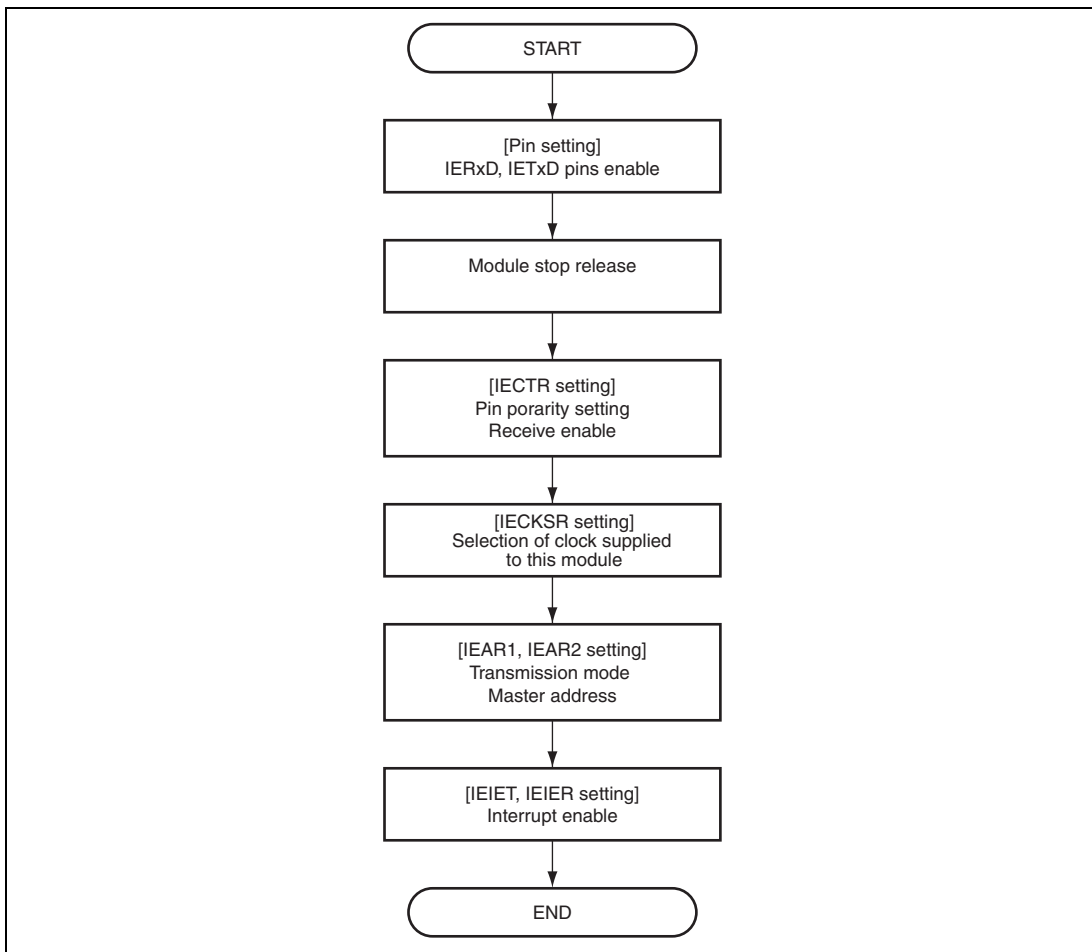 START
[Pin setting]
IERxD, IETxD pins enable
Module stop release
[IECTR setting]
Pin porarity setting
Receive enable
[IECKSR setting]
Selection of clock supplied
to this module
[IEAR1, IEAR2 setting]
Transmission mode
Master address
[IEIET, IEIER setting]
Interrupt enable
END